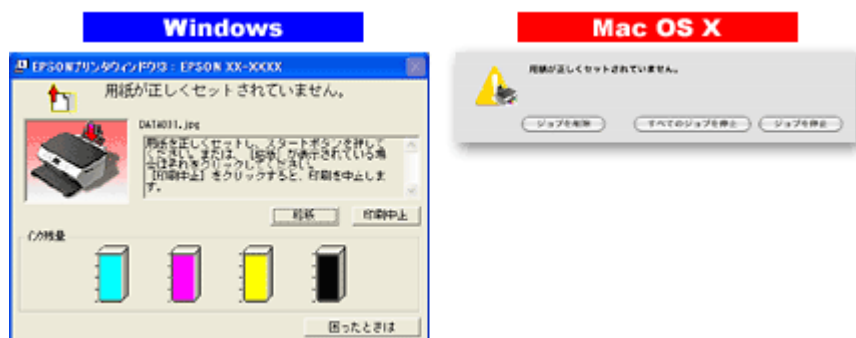 Windows
Mac OS X
EPSONプリンタウィンドウ!3 : EPSON XX-XXXX
用紙が正しくセットされていません。
DATA011.jpg
用紙を正しくセットし、スタートボタンを押して
ください。または、[給紙]が表示されている場
合はそれをクリックしてください。
[印刷中止]をクリックすると、印刷を中止しま
す。
給紙
印刷中止
インク残量
困ったときは
用紙が正しくセットされていません。
ジョブを削除
すべてのジョブを停止
ジョブを停止